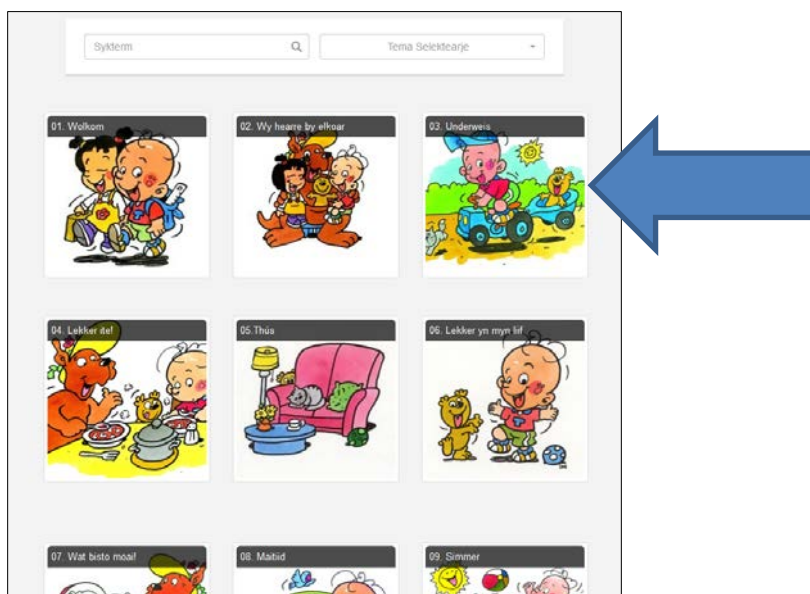 Sykterm
Tema Selektearje
01. Wolkom
02. Wy hearre by elkoar
03. Underweis
04. Lekker ite!
05.Thús
06. Lekker yn myn liif
07. Wat bisto moai!
08. Maitiid
09. Simmer